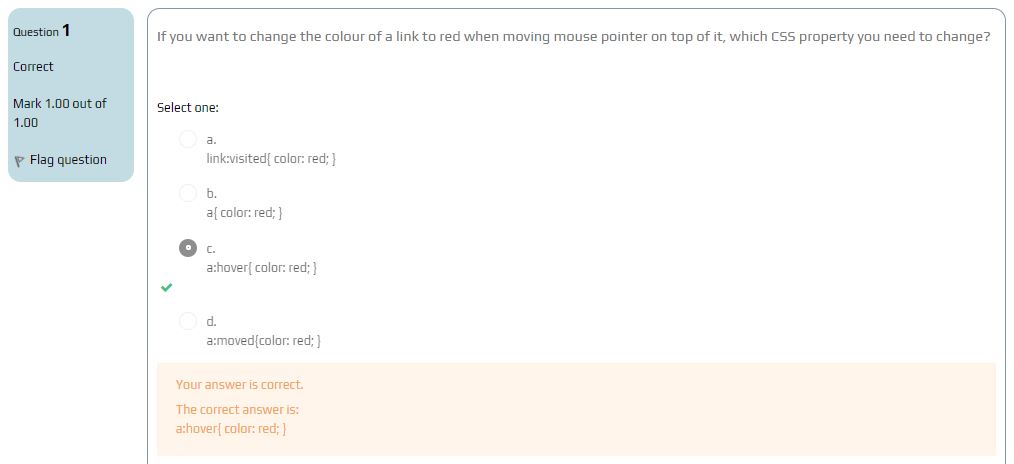 Question 1
Correct
Mark 1.00 out of
1.00
Flag question
If you want to change the colour of a link to red when moving mouse pointer on top of it, which CSS property you need to change?
Select one:
a.
link:visited{ color: red; }
b.
a{ color: red; }
c.
a:hover{ color: red; }
d.
a:moved{color: red; }
Your answer is correct.
The correct answer is:
a:hover{ color: red; }